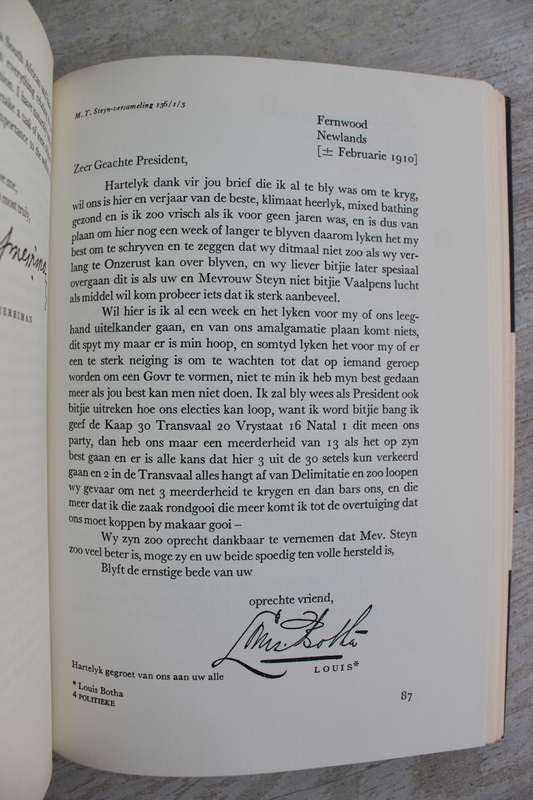 South African
everything
importance
me,
most truly,
MERRIMAN
M. T. Steyn-versameling 156/1/5
Fernwood
Newlands
[± Februarie 1910]
Zeer Geachte President,
Hartelyk dank vir jou brief die ik al te bly was om te kryg,
wil ons is hier en verjaar van de beste, klimaat heerlyk, mixed bathing
gezond en is ik zoo vrisch als ik voor geen jaren was, en is dus van
plaan om hier nog een week of langer te blyven daarom lyken het my
best om te schryven en te zeggen dat wy ditmaal niet zoo als wy ver-
lang te Onzerust kan over blyven, en wy liever bitjie later spesiaal
overgaan dit is als uw en Mevrouw Steyn niet bitjie Vaalpens lucht
als middel wil kom probeer iets dat ik sterk aanbeveel.
Wil hier is ik al een week en het lyken voor my of ons leeg-
hand uitelkander gaan, en van ons amalgamatie plaan komt niets,
dit spyt my maar er is min hoop, en somtyd lyken het voor my of er
een te sterk neiging is om te wachten tot dat op iemand geroep
worden om een Govr te vormen, niet te min ik heb myn best gedaan
meer als jou best kan men niet doen. Ik zal bly wees als President ook
bitjie uitreken hoe ons electies kan loop, want ik word bitjie bang ik
geef de Kaap 30 Transvaal 20 Vrystaat 16 Natal 1 dit meen ons
party, dan heb ons maar een meerderheid van 13 als het op zyn
best gaan en er is alle kans dat hier 3 uit de 30 setels kun verkeerd
gaan en 2 in de Transvaal alles hangt af van Delimitatie en zoo loopen
wy gevaar om net 3 meerderheid te krygen en dan bars ons, en die
meer dat ik die zaak rondgooi die meer komt ik tot de overtuiging dat
ons moet koppen by makaar gooi –
Wy zyn zoo oprecht dankbaar te vernemen dat Mev. Steyn
zoo veel beter is, moge zy en uw beide spoedig ten volle hersteld is,
Blyft de ernstige bede van uw
oprechte vriend,
Louis Botha
LOUIS*
Hartelyk gegroet van ons aan uw alle
* Louis Botha
4 POLITIEKE
87